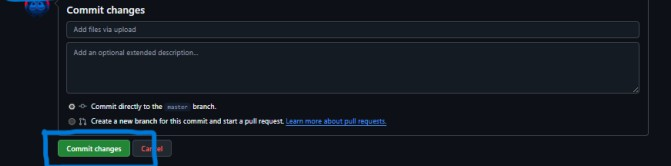 Commit changes
Add files via upload
Add an optional extended description...
Commit directly to the master branch.
Create a new branch for this commit and start a pull request. Learn more about pull requests.
Commit changes Cancel